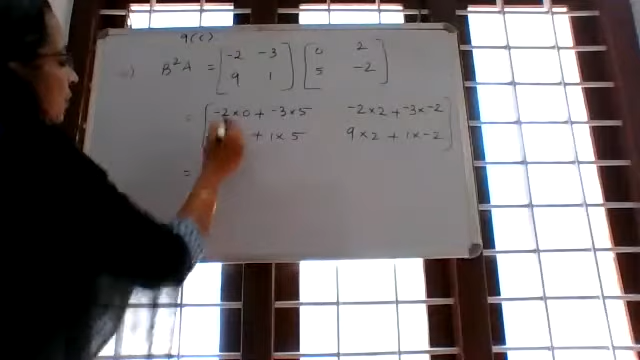 9(c)
B²A = [ -2 -3 ] [ 0 2 ]
[ 9 1 ] [ 5 -2 ]
= [ -2×0 + -3×5 -2×2 + -3×-2 ]
+ 1×5 9×2 + 1×-2 ]
=